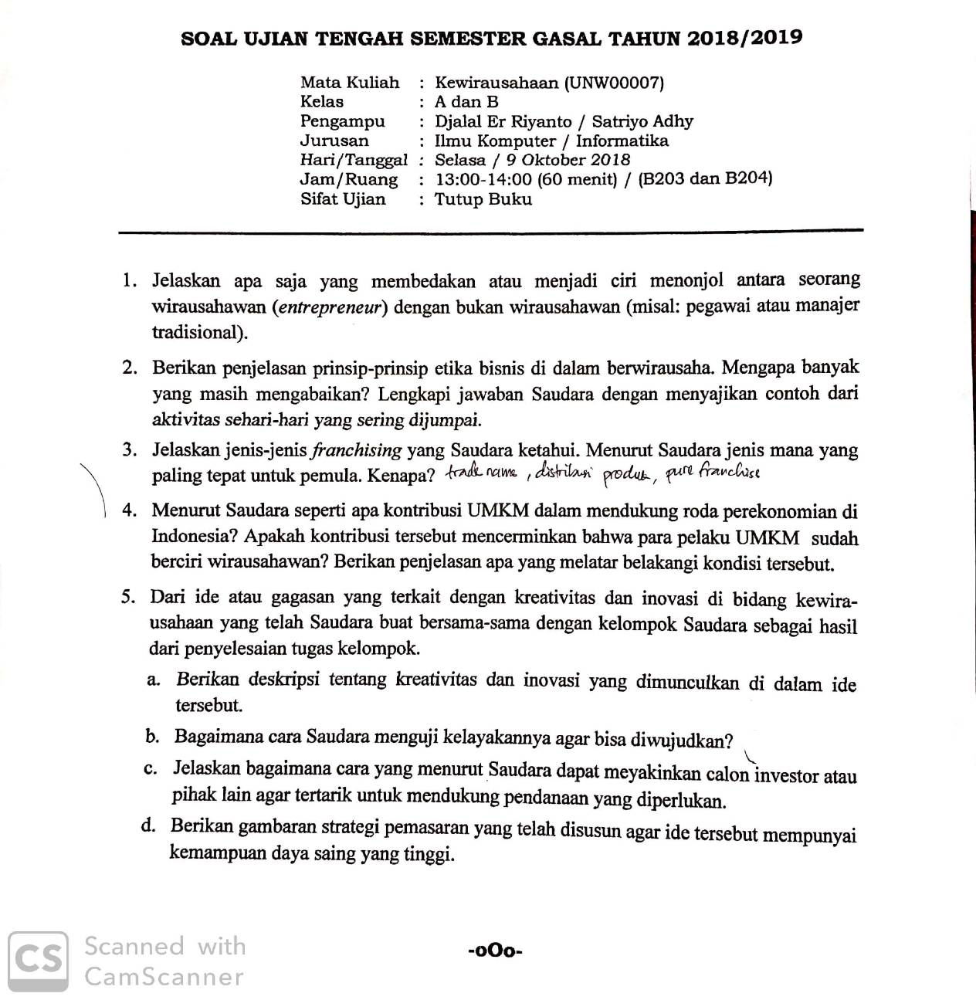 SOAL UJIAN TENGAH SEMESTER GASAL TAHUN 2018/2019
Mata Kuliah : Kewirausahaan (UNW00007)
Kelas : A dan B
Pengampu : Djalal Er Riyanto / Satriyo Adhy
Jurusan : Ilmu Komputer / Informatika
Hari/Tanggal : Selasa / 9 Oktober 2018
Jam/Ruang : 13:00-14:00 (60 menit) / (B203 dan B204)
Sifat Ujian : Tutup Buku
1. Jelaskan apa saja yang membedakan atau menjadi ciri menonjol antara seorang
wirausahawan (entrepreneur) dengan bukan wirausahawan (misal: pegawai atau manajer
tradisional).
2. Berikan penjelasan prinsip-prinsip etika bisnis di dalam berwirausaha. Mengapa banyak
yang masih mengabaikan? Lengkapi jawaban Saudara dengan menyajikan contoh dari
aktivitas sehari-hari yang sering dijumpai.
3. Jelaskan jenis-jenis franchising yang Saudara ketahui. Menurut Saudara jenis mana yang
paling tepat untuk pemula. Kenapa? trade name, distribusi produk, pure franchise
4. Menurut Saudara seperti apa kontribusi UMKM dalam mendukung roda perekonomian di
Indonesia? Apakah kontribusi tersebut mencerminkan bahwa para pelaku UMKM sudah
berciri wirausahawan? Berikan penjelasan apa yang melatar belakangi kondisi tersebut.
5. Dari ide atau gagasan yang terkait dengan kreativitas dan inovasi di bidang kewira-
usahaan yang telah Saudara buat bersama-sama dengan kelompok Saudara sebagai hasil
dari penyelesaian tugas kelompok.
a. Berikan deskripsi tentang kreativitas dan inovasi yang dimunculkan di dalam ide
tersebut.
b. Bagaimana cara Saudara menguji kelayakannya agar bisa diwujudkan?
c. Jelaskan bagaimana cara yang menurut Saudara dapat meyakinkan calon investor atau
pihak lain agar tertarik untuk mendukung pendanaan yang diperlukan.
d. Berikan gambaran strategi pemasaran yang telah disusun agar ide tersebut mempunyai
kemampuan daya saing yang tinggi.
-oOo-
CS Scanned with
CamScanner